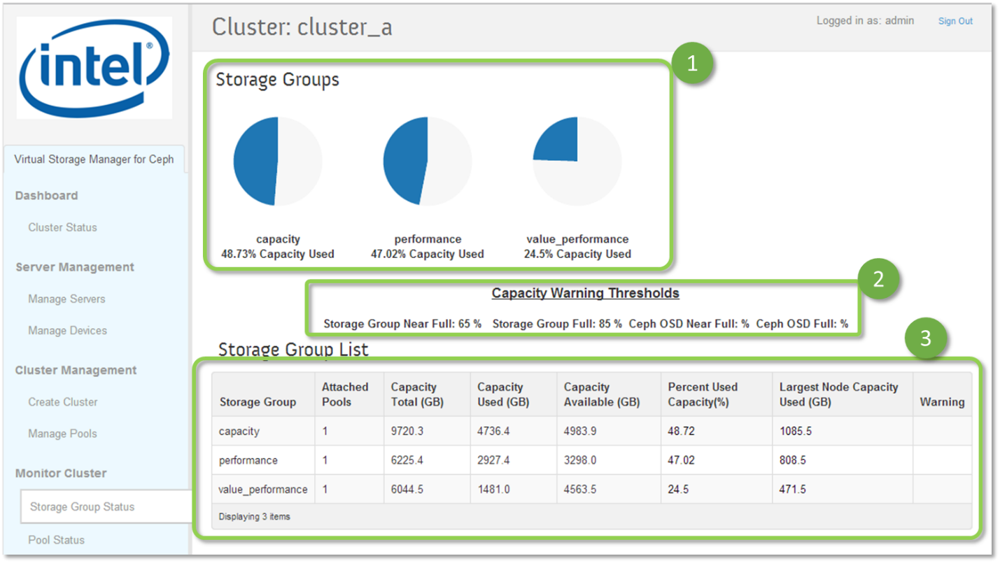 intel®
Cluster: cluster_a
Logged in as: admin Sign Out
1
Storage Groups
capacity performance value_performance
48.73% Capacity Used 47.02% Capacity Used 24.5% Capacity Used
2
Capacity Warning Thresholds
Storage Group Near Full: 65 % Storage Group Full: 85 % Ceph OSD Near Full: % Ceph OSD Full: %
3
Storage Group List
Storage Group Attached Pools Capacity Total (GB) Capacity Used (GB) Capacity Available (GB) Percent Used Capacity(%) Largest Node Capacity Used (GB) Warning
capacity 1 9720.3 4736.4 4983.9 48.72 1085.5
performance 1 6225.4 2927.4 3298.0 47.02 808.5
value_performance 1 6044.5 1481.0 4563.5 24.5 471.5
Displaying 3 items
Virtual Storage Manager for Ceph
Dashboard
Cluster Status
Server Management
Manage Servers
Manage Devices
Cluster Management
Create Cluster
Manage Pools
Monitor Cluster
Storage Group Status
Pool Status